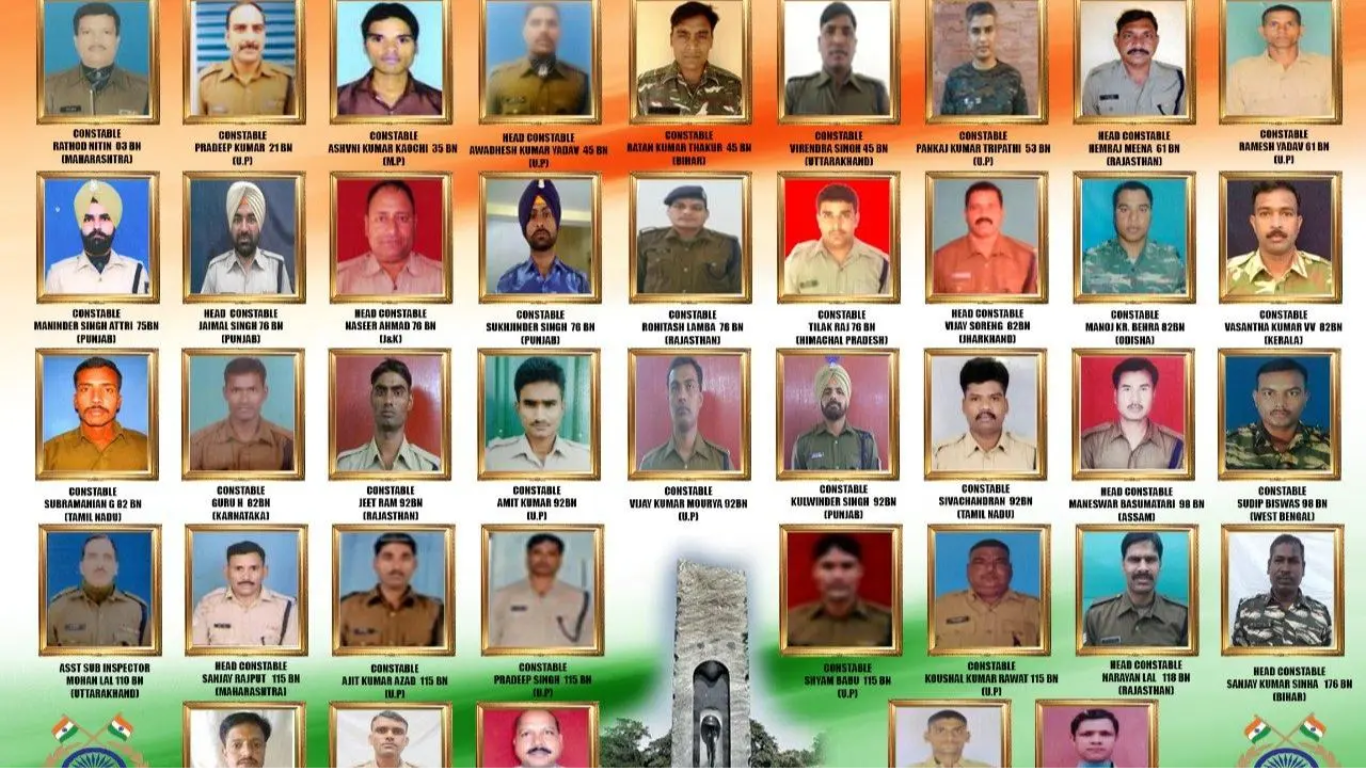 CONSTABLE
RATHOD NITIN 03 BN
(MAHARASHTRA)
CONSTABLE
PRADEEP KUMAR 21 BN
(U.P)
CONSTABLE
ASHVNI KUMAR KAOCHI 35 BN
(M.P)
HEAD CONSTABLE
AWADHESH KUMAR YADAV 45 BN
(U.P)
CONSTABLE
RATAN KUMAR THAKUR 45 BN
(BIHAR)
CONSTABLE
VIRENDRA SINGH 45 BN
(UTTARAKHAND)
CONSTABLE
PANKAJ KUMAR TRIPATHI 53 BN
(U.P)
HEAD CONSTABLE
HEMRAJ MEENA 61 BN
(RAJASTHAN)
CONSTABLE
RAMESH YADAV 61 BN
(U.P)
CONSTABLE
MANINDER SINGH ATTRI 75BN
(PUNJAB)
HEAD CONSTABLE
JAIMAL SINGH 76 BN
(PUNJAB)
HEAD CONSTABLE
NASEER AHMAD 76 BN
(J&K)
CONSTABLE
SUKHJINDER SINGH 76 BN
(PUNJAB)
CONSTABLE
ROHITASH LAMBA 76 BN
(RAJASTHAN)
CONSTABLE
TILAK RAJ 76 BN
(HIMACHAL PRADESH)
HEAD CONSTABLE
VIJAY SORENG 82BN
(JHARKHAND)
CONSTABLE
MANOJ KR. BEHRA 82BN
(ODISHA)
CONSTABLE
VASANTHA KUMAR VV 82BN
(KERALA)
CONSTABLE
SUBRAMANIAN G 82 BN
(TAMIL NADU)
CONSTABLE
GURU H 82BN
(KARNATAKA)
CONSTABLE
JEET RAM 92BN
(RAJASTHAN)
CONSTABLE
AMIT KUMAR 92BN
(U.P)
CONSTABLE
VIJAY KUMAR MOURYA 92BN
(U.P)
CONSTABLE
KULWINDER SINGH 92BN
(PUNJAB)
CONSTABLE
SIVACHANDRAN 92BN
(TAMIL NADU)
HEAD CONSTABLE
MANESWAR BASUMATARI 98 BN
(ASSAM)
CONSTABLE
SUDIP BISWAS 98 BN
(WEST BENGAL)
ASST SUB INSPECTOR
MOHAN LAL 110 BN
(UTTARAKHAND)
HEAD CONSTABLE
SANJAY RAJPUT 115 BN
(MAHARASHTRA)
CONSTABLE
AJIT KUMAR AZAD 115 BN
(U.P)
CONSTABLE
PRADEEP SINGH 115 BN
(U.P)
CONSTABLE
SHYAM BABU 115 BN
(U.P)
CONSTABLE
KOUSHAL KUMAR RAWAT 115 BN
(U.P)
HEAD CONSTABLE
NARAYAN LAL 118 BN
(RAJASTHAN)
HEAD CONSTABLE
SANJAY KUMAR SINHA 176 BN
(BIHAR)